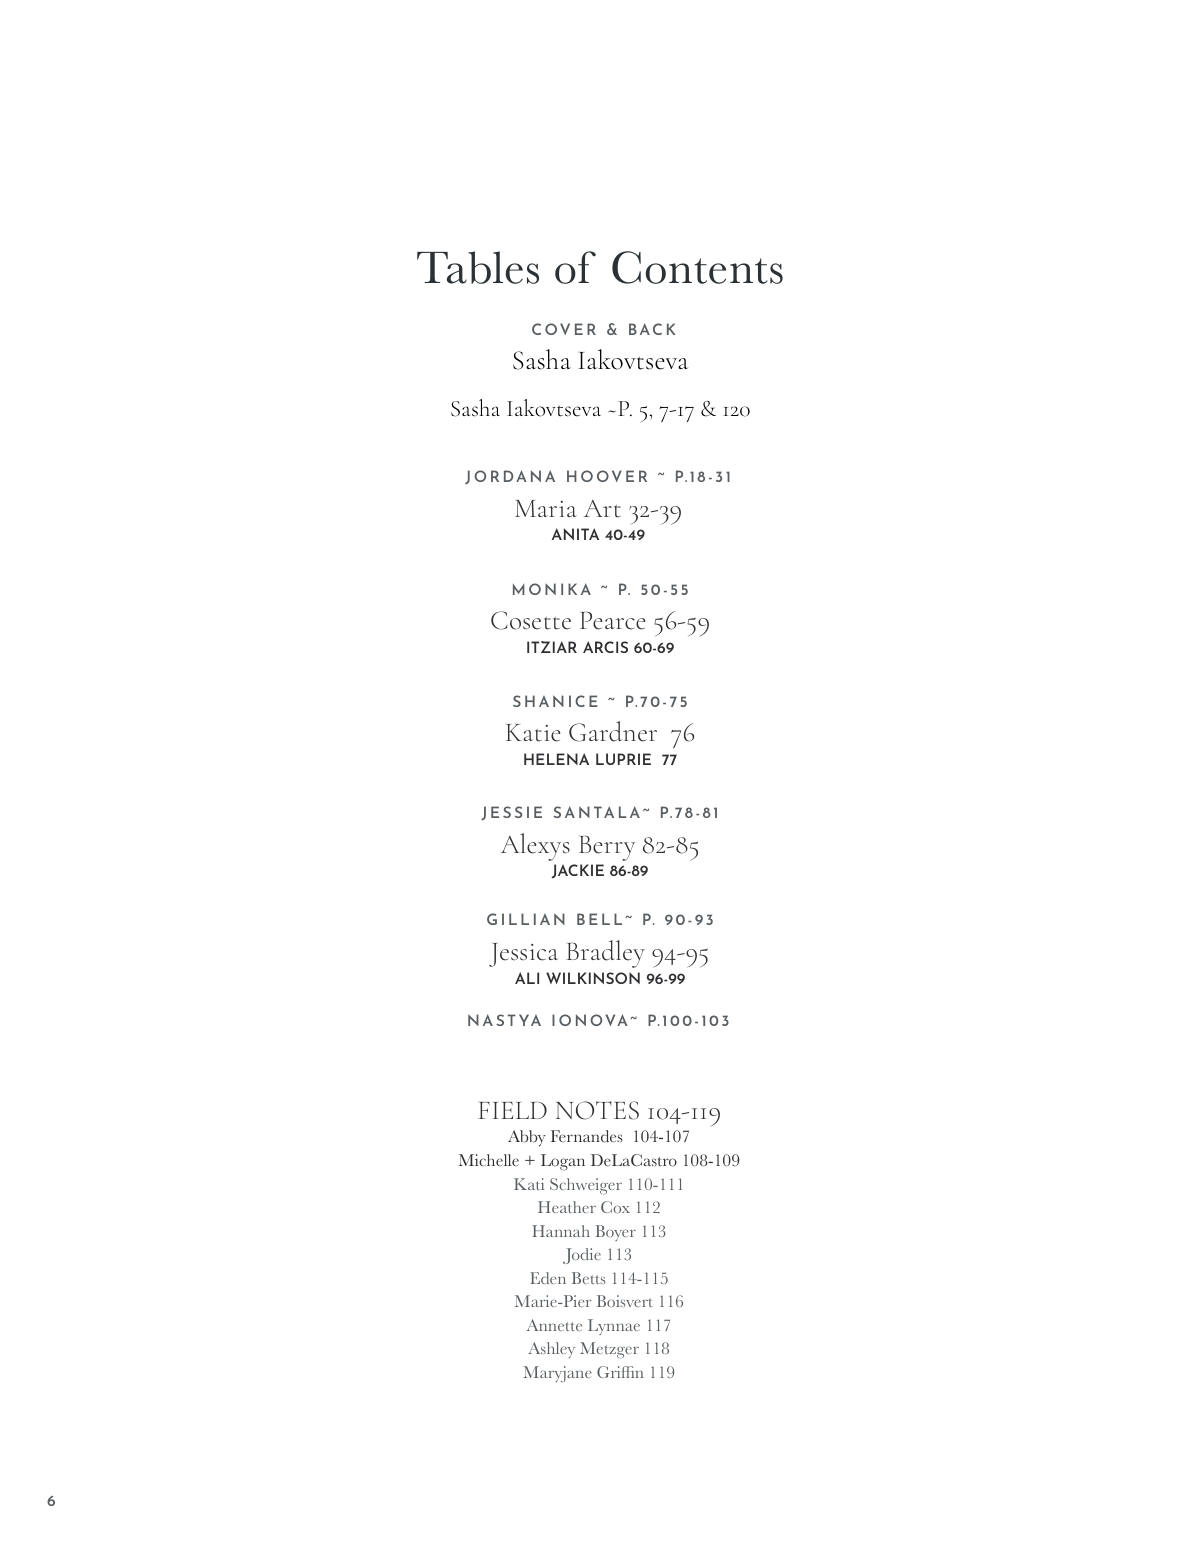 Tables of Contents
COVER & BACK
Sasha Iakovtseva
Sasha Iakovtseva ~P. 5, 7-17 & 120
JORDANA HOOVER ~ P.18-31
Maria Art 32-39
ANITA 40-49
MONIKA ~ P. 50-55
Cosette Pearce 56-59
ITZIAR ARCIS 60-69
SHANICE ~ P.70-75
Katie Gardner 76
HELENA LUPRIE 77
JESSIE SANTALA~ P.78-81
Alexys Berry 82-85
JACKIE 86-89
GILLIAN BELL~ P. 90-93
Jessica Bradley 94-95
ALI WILKINSON 96-99
NASTYA IONOVA~ P.100-103
FIELD NOTES 104-119
Abby Fernandes 104-107
Michelle + Logan DeLaCastro 108-109
Kati Schweiger 110-111
Heather Cox 112
Hannah Boyer 113
Jodie 113
Eden Betts 114-115
Marie-Pier Boisvert 116
Annette Lynnae 117
Ashley Metzger 118
Maryjane Griffin 119
6